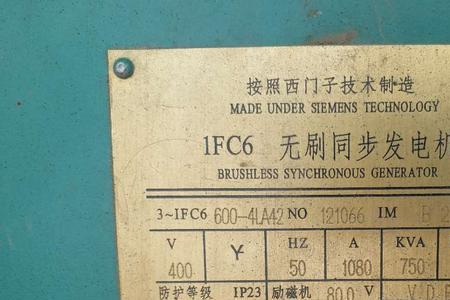 按照西门子技术制造
MADE UNDER SIEMENS TECHNOLOGY
1FC6 无刷同步发电机
BRUSHLESS SYNCHRONOUS GENERATOR
3~1FC6 600-4LA42 NO 121066 IM B 2
V Y HZ A KVA
400 50 1080 750
防护等级 IP23 励磁机 80.0 V V.D.E